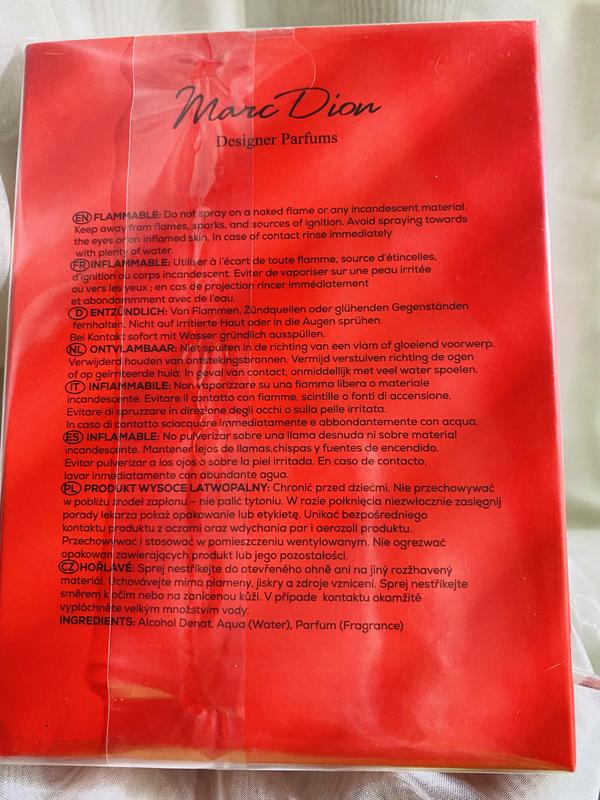 Marc Dion
Designer Parfums
EN FLAMMABLE: Do not spray on a naked flame or any incandescent material.
Keep away from flames, sparks, and sources of ignition. Avoid spraying towards
the eyes or on inflamed skin. In case of contact rinse immediately
with plenty of water.
FR INFLAMMABLE: Utiliser à l'écart de toute flamme, source d'étincelles,
d'ignition ou corps incandescent. Eviter de vaporiser sur une peau irritée
ou vers les yeux ; en cas de projection rincer immédiatement
et abondammment avec de l'eau.
D ENTZÜNDLICH: Von Flammen, Zündquellen oder glühenden Gegenständen
fernhalten. Nicht auf irritierte Haut oder in die Augen sprühen.
Bei Kontakt sofort mit Wasser gründlich ausspüllen.
NL ONTVLAMBAAR: Niet spuiten in de richting van een vlam of gloeiend voorwerp.
Verwijderd houden van ontstekingsbronnen. Vermijd verstuiven richting de ogen
of op geïrriteerde huid. In geval van contact, onmiddellijk met veel water spoelen.
IT INFIAMMABILE: Non vaporizzare su una fiamma libera o materiale
incandescente. Evitare il contatto con fiamme, scintille o fonti di accensione.
Evitare di spruzzare in direzione degli occhi o sulla pelle irritata.
In caso di contatto sciacquare immediatamente e abbondantemente con acqua.
ES INFLAMABLE: No pulverizar sobre una llama desnuda ni sobre material
incandescente. Mantener lejos de llamas,chispas y fuentes de encendido.
Evitar pulverizar a los ojos o sobre la piel irritada. En caso de contacto,
lavar inmediatamente con abundante agua.
PL PRODUKT WYSOCE ŁATWOPALNY: Chronić przed dziećmi. Nie przechowywać
w pobliżu źródeł zapłonu – nie palić tytoniu. W razie połknięcia niezwłocznie zasięgnij
porady lekarza pokaż opakowanie lub etykietę. Unikać bezpośredniego
kontaktu produktu z oczami oraz wdychania par i aerozoli produktu.
Przechowywać i stosować w pomieszczeniu wentylowanym. Nie ogrzewać
opakowań zawierających produkt lub jego pozostałości.
CZ HOŘLAVÉ: Sprej nestříkejte do otevřeného ohně ani na jiný rozžhavený
materiál. Uchovávejte mimo plameny, jiskry a zdroje vznícení. Sprej nestříkejte
směrem k očím nebo na zanícenou kůži. V případe kontaktu okamžitě
vypláchněte velkým množstvím vody.
INGREDIENTS: Alcohol Denat, Aqua (Water), Parfum (Fragrance)